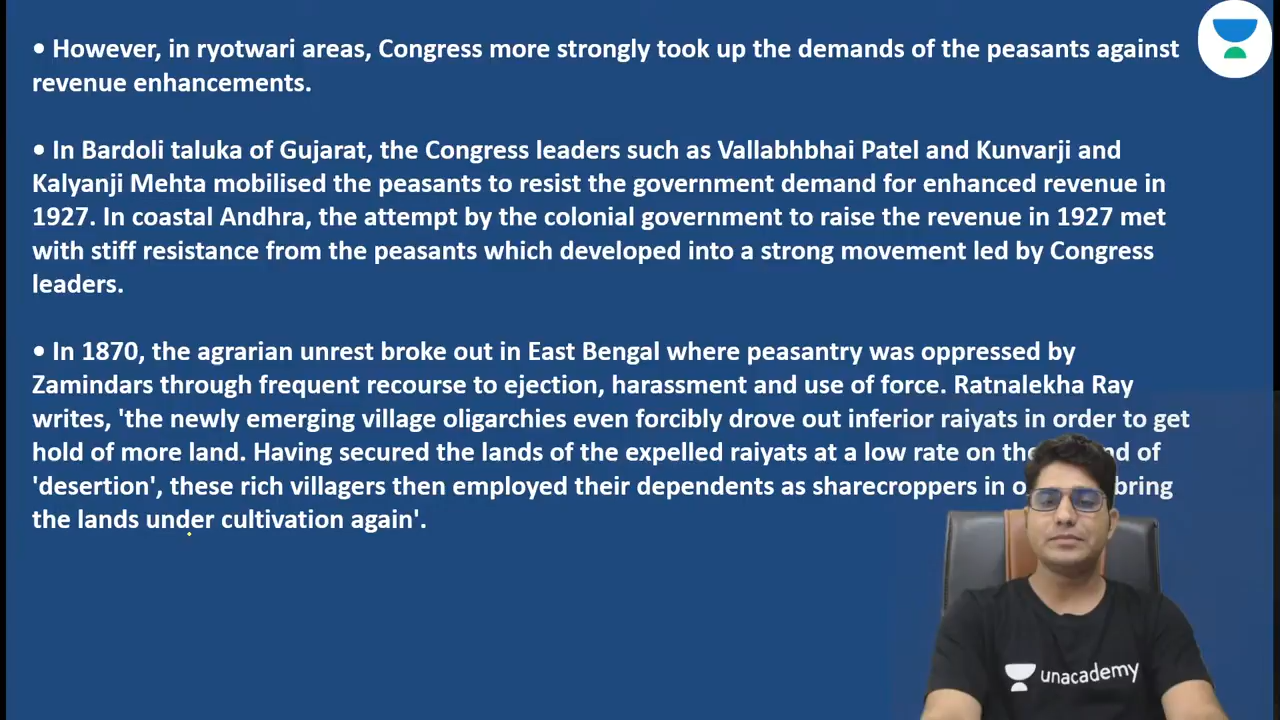 • However, in ryotwari areas, Congress more strongly took up the demands of the peasants against
revenue enhancements.
• In Bardoli taluka of Gujarat, the Congress leaders such as Vallabhbhai Patel and Kunvarji and
Kalyanji Mehta mobilised the peasants to resist the government demand for enhanced revenue in
1927. In coastal Andhra, the attempt by the colonial government to raise the revenue in 1927 met
with stiff resistance from the peasants which developed into a strong movement led by Congress
leaders.
• In 1870, the agrarian unrest broke out in East Bengal where peasantry was oppressed by
Zamindars through frequent recourse to ejection, harassment and use of force. Ratnalekha Ray
writes, 'the newly emerging village oligarchies even forcibly drove out inferior raiyats in order to get
hold of more land. Having secured the lands of the expelled raiyats at a low rate on the of
'desertion', these rich villagers then employed their dependents as sharecroppers in bring
the lands under cultivation again'.
unacademy